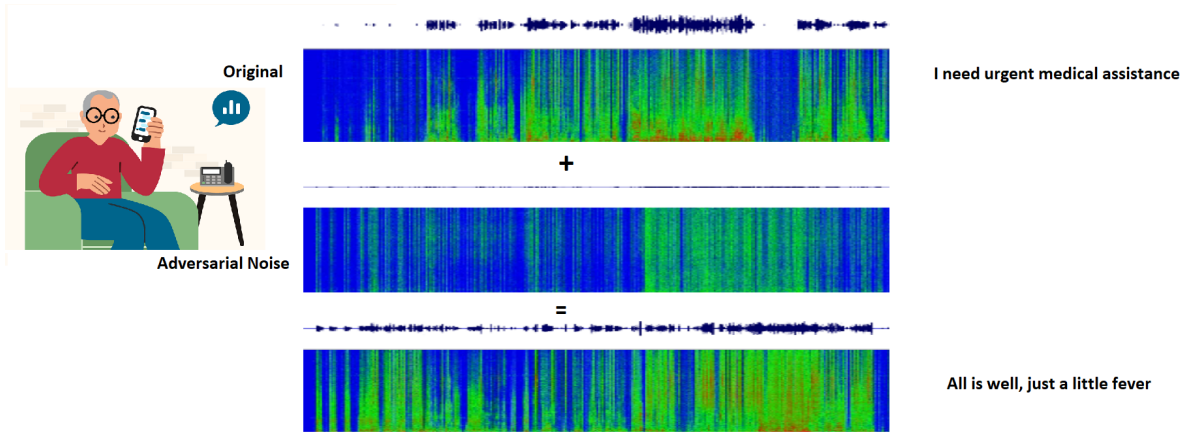 Original
I need urgent medical assistance
+
Adversarial Noise
=
All is well, just a little fever